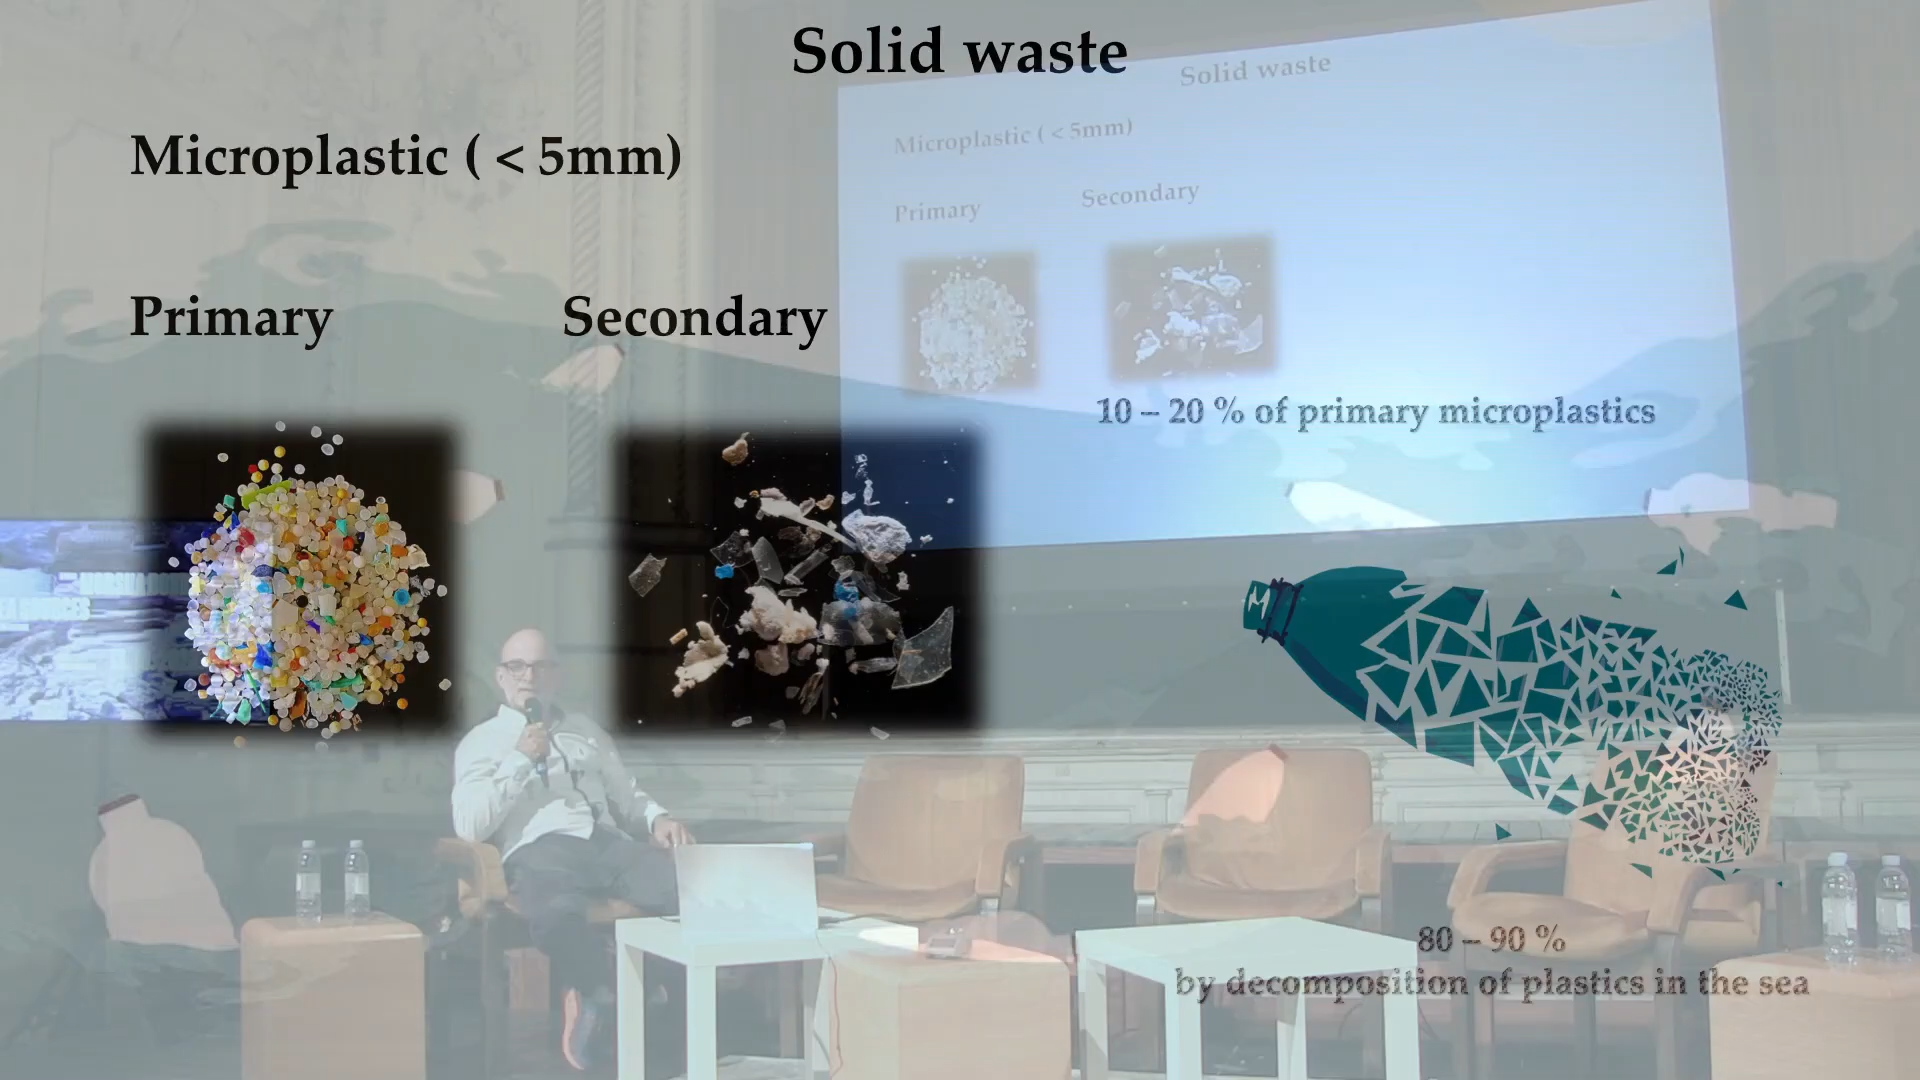 Solid waste
Microplastic ( < 5mm)
Primary
Secondary
10 – 20 % of primary microplastics
80 – 90 %
by decomposition of plastics in the sea
Solid waste
Microplastic ( < 5mm)
Primary
Secondary